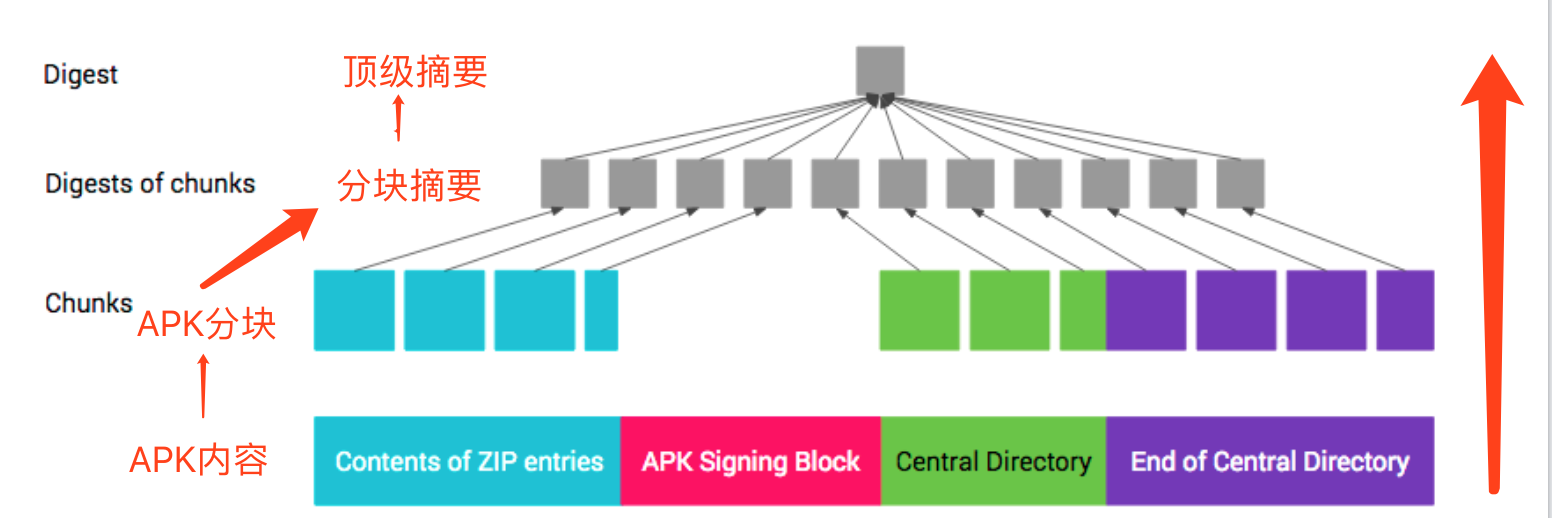 Digest
顶级摘要
Digests of chunks
分块摘要
Chunks
APK分块
APK内容
Contents of ZIP entries
APK Signing Block
Central Directory
End of Central Directory